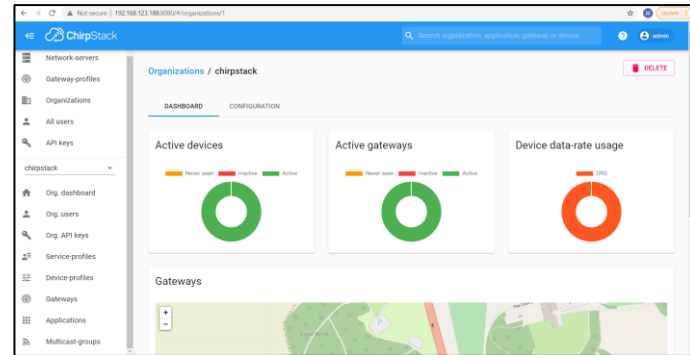 Not secure | 192.168.123.188:8080/#/organizations/1
M
Update
ChirpStack
Search organization, application, gateway or device
?
admin
Network-servers
Gateway-profiles
Organizations
All users
API keys
chirpstack
Org. dashboard
Org. users
Org. API keys
Service-profiles
Device-profiles
Gateways
Applications
Multicast-groups
Organizations / chirpstack
DELETE
DASHBOARD CONFIGURATION
Active devices
Never seen Inactive Active
Active gateways
Never seen Inactive Active
Device data-rate usage
Gateways
+
−
P